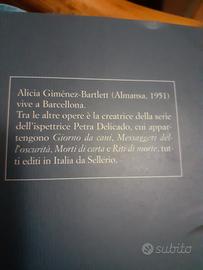 Alicia Giménez-Bartlett (Almansa, 1951)
vive a Barcellona.
Tra le altre opere è la creatrice della serie
dell'ispettrice Petra Delicado, cui appar-
tengono Giorno da cani, Messaggeri del-
l'oscurità, Morti di carta e Riti di morte, tut-
ti editi in Italia da Sellerio.
subito